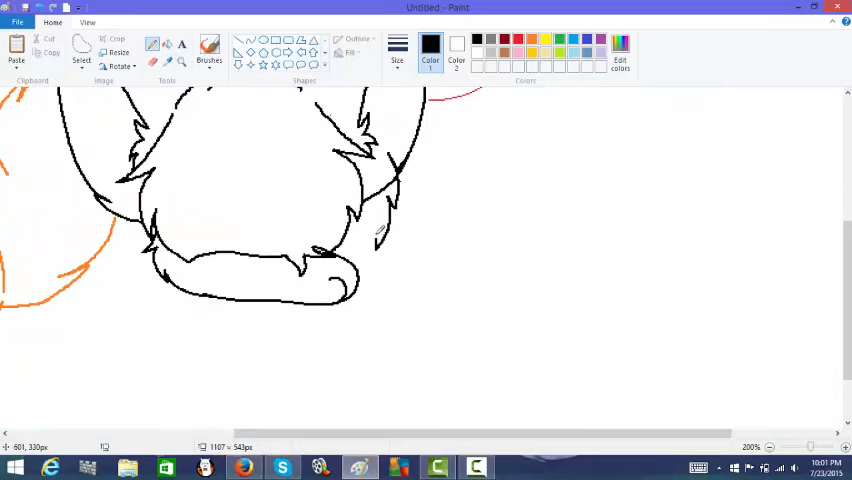 Untitled - Paint
File Home View
Paste Cut Copy Clipboard
Select Crop Resize Rotate Image
A Tools
Brushes
Outline Fill Shapes
Size
Color 1 Color 2 Edit colors Colors
601, 330px 1107 × 543px 200%
S C C 10:01 PM
7/23/2015